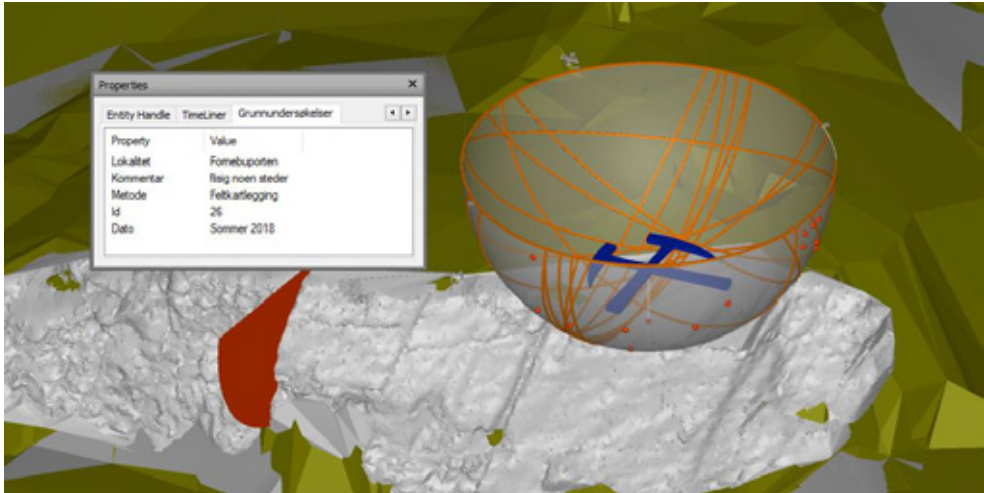 Properties
Entity Handle TimeLiner Grunnundersøkelser
Property Value
Lokalitet Fornebuporten
Kommentar flisig noen steder
Metode Feltkartlegging
Id 26
Dato Sommer 2018